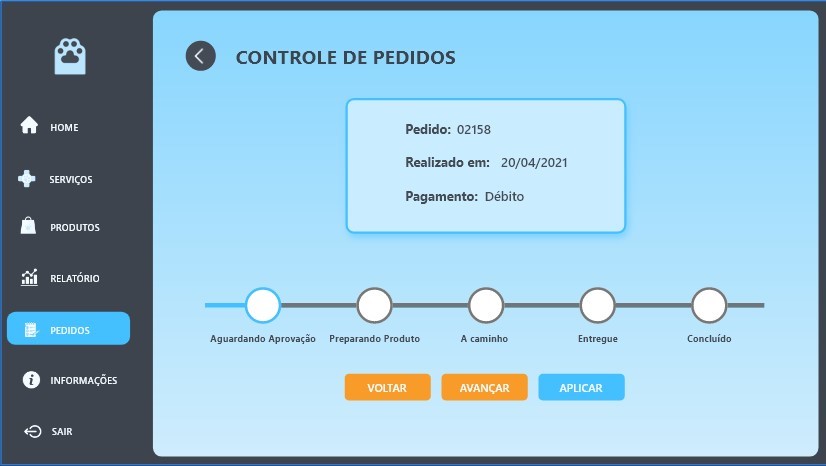 CONTROLE DE PEDIDOS
HOME
SERVIÇOS
PRODUTOS
RELATÓRIO
PEDIDOS
INFORMAÇÕES
SAIR
Pedido: 02158
Realizado em: 20/04/2021
Pagamento: Débito
Aguardando Aprovação Preparando Produto A caminho Entregue Concluído
VOLTAR AVANÇAR APLICAR